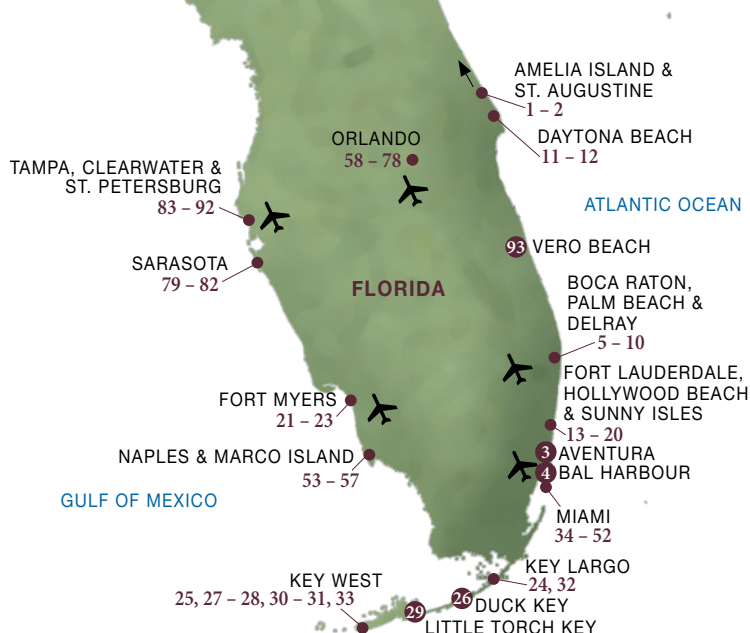 AMELIA ISLAND &
ST. AUGUSTINE
1 – 2
DAYTONA BEACH
11 – 12
ORLANDO
58 – 78
TAMPA, CLEARWATER &
ST. PETERSBURG
83 – 92
ATLANTIC OCEAN
93 VERO BEACH
SARASOTA
79 – 82
FLORIDA
BOCA RATON,
PALM BEACH &
DELRAY
5 – 10
FORT LAUDERDALE,
HOLLYWOOD BEACH
& SUNNY ISLES
13 – 20
FORT MYERS
21 – 23
3 AVENTURA
4 BAL HARBOUR
NAPLES & MARCO ISLAND
53 – 57
GULF OF MEXICO
MIAMI
34 – 52
KEY LARGO
24, 32
KEY WEST
25, 27 – 28, 30 – 31, 33
26 DUCK KEY
29 LITTLE TORCH KEY